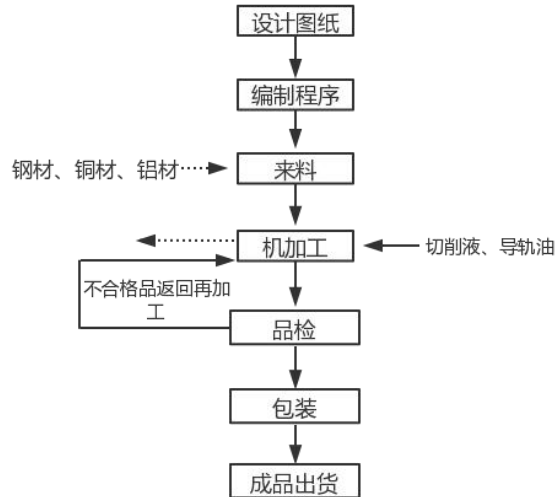 设计图纸
编制程序
钢材、铜材、铝材
来料
机加工
切削液、导轨油
不合格品返回再加
工
品检
包装
成品出货